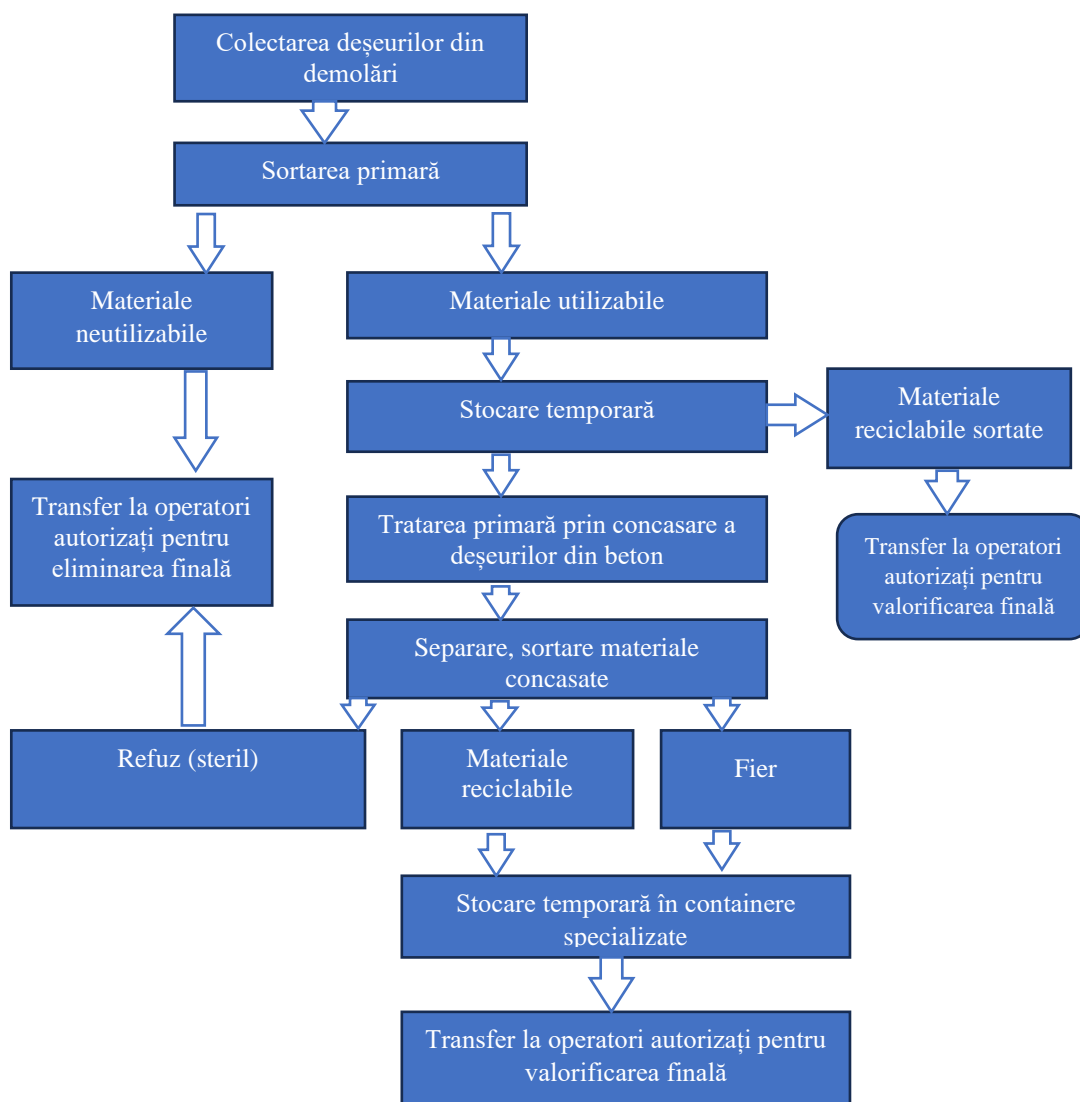 Colectarea deșeurilor din
demolări
Sortarea primară
Materiale
neutilizabile
Materiale utilizabile
Stocare temporară
Materiale
reciclabile sortate
Transfer la operatori
autorizați pentru
eliminarea finală
Tratarea primară prin concasare a
deșeurilor din beton
Transfer la operatori
autorizați pentru
valorificarea finală
Separare, sortare materiale
concasate
Refuz (steril)
Materiale
reciclabile
Fier
Stocare temporară în containere
specializate
Transfer la operatori autorizați pentru
valorificarea finală